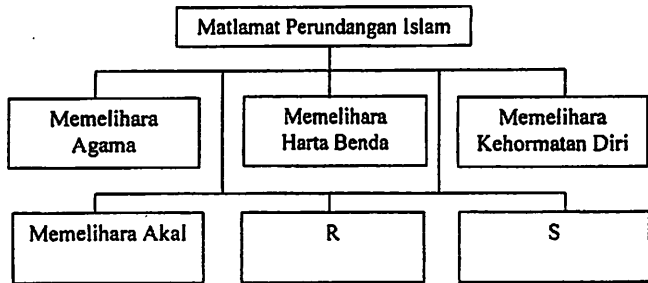 Matlamat Perundangan Islam
Memelihara
Agama
Memelihara
Harta Benda
Memelihara
Kehormatan Diri
Memelihara Akal
R
S